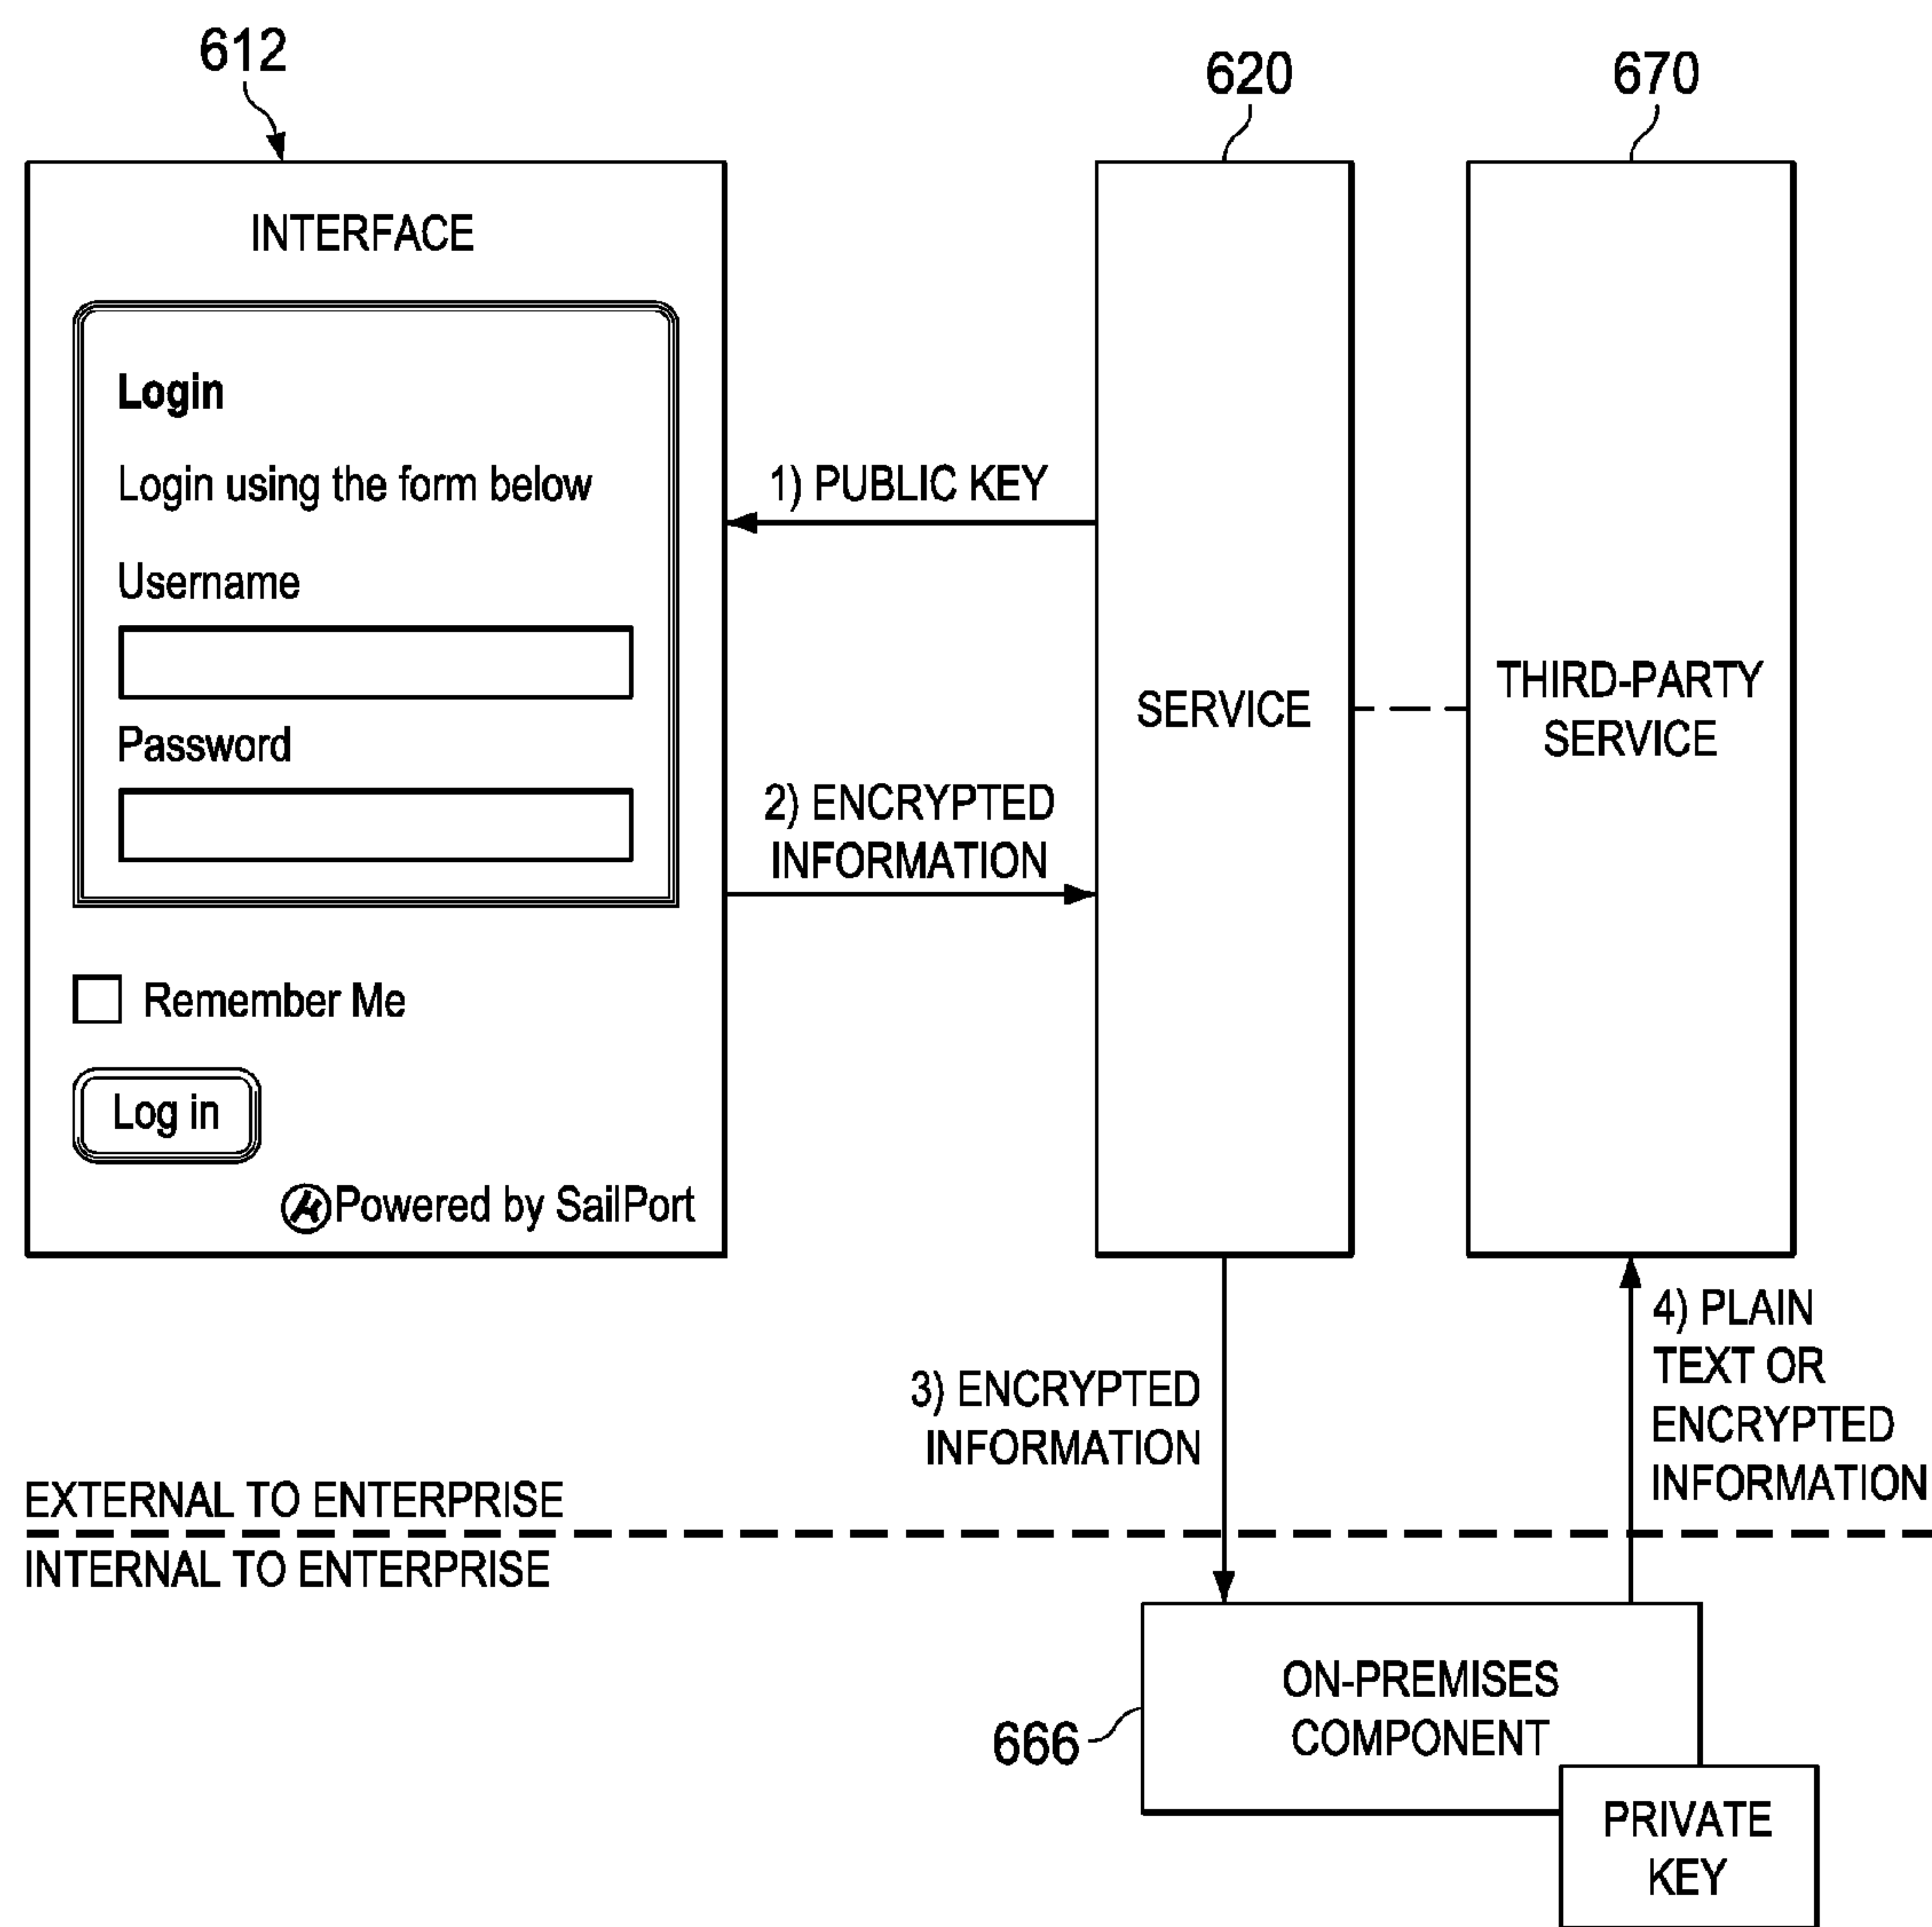 612
620
670
INTERFACE
Login
Login using the form below
Username
Password
Remember Me
Log in
Powered by SailPort
1) PUBLIC KEY
2) ENCRYPTED
INFORMATION
SERVICE
THIRD-PARTY
SERVICE
3) ENCRYPTED
INFORMATION
4) PLAIN
TEXT OR
ENCRYPTED
INFORMATION
EXTERNAL TO ENTERPRISE
INTERNAL TO ENTERPRISE
666
ON-PREMISES
COMPONENT
PRIVATE
KEY